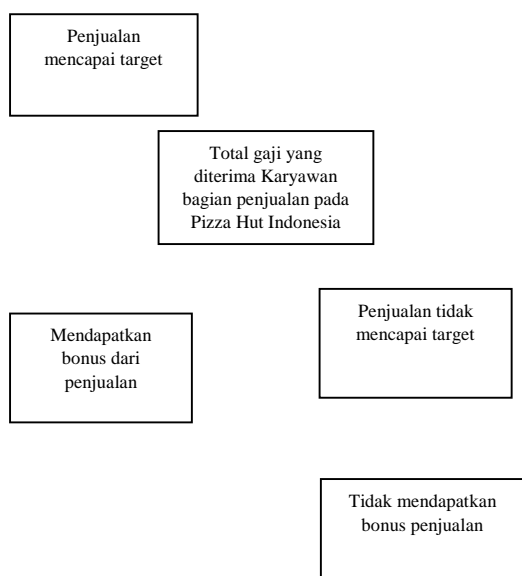 Penjualan
mencapai target
Total gaji yang
diterima Karyawan
bagian penjualan pada
Pizza Hut Indonesia
Penjualan tidak
mencapai target
Mendapatkan
bonus dari
penjualan
Tidak mendapatkan
bonus penjualan